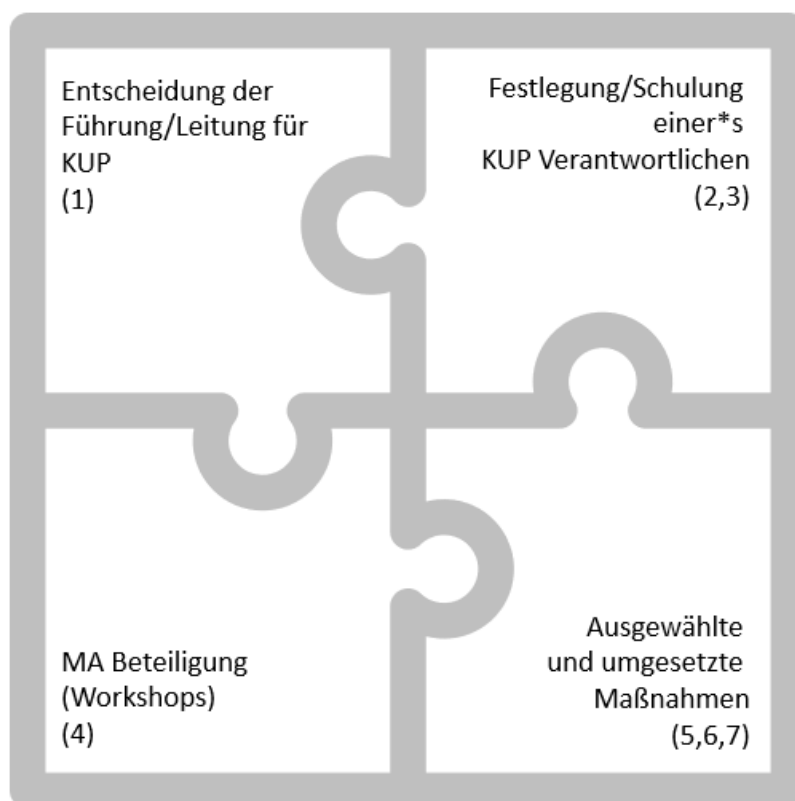 Entscheidung der
Führung/Leitung für
KUP
(1)
Festlegung/Schulung
einer*s
KUP Verantwortlichen
(2,3)
MA Beteiligung
(Workshops)
(4)
Ausgewählte
und umgesetzte
Maßnahmen
(5,6,7)